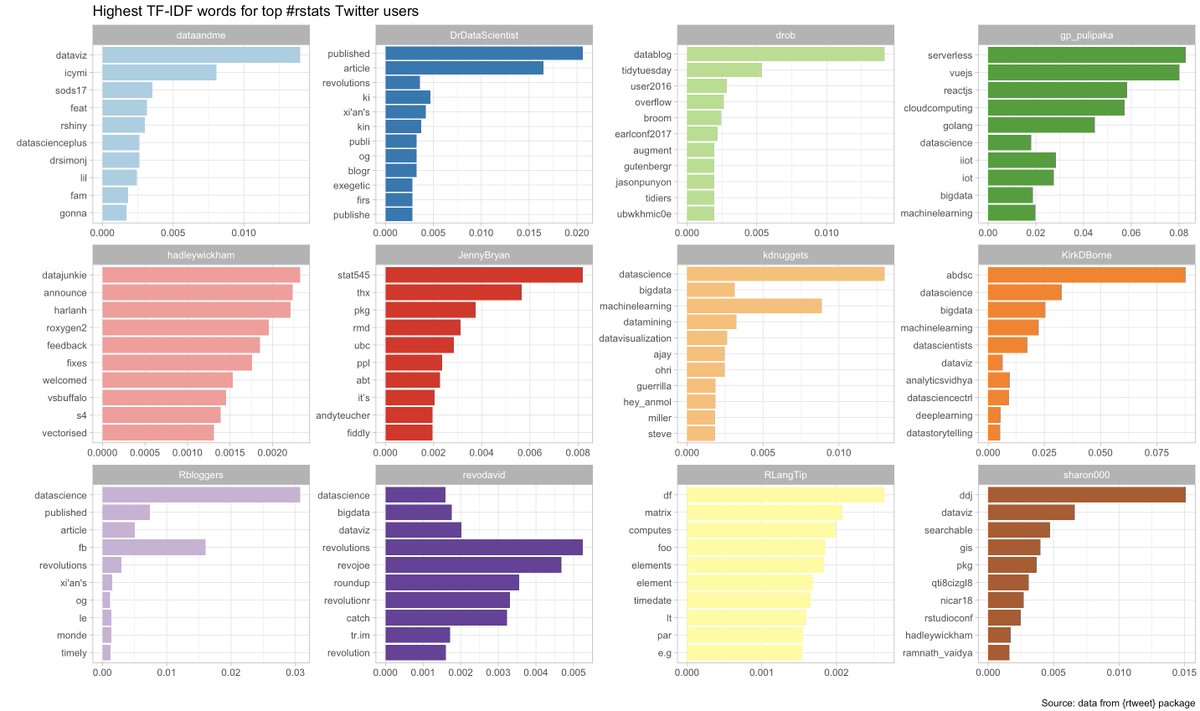 Highest TF-IDF words for top #rstats Twitter users
dataandme
dataviz
icymi
sods17
feat
rshiny
datascienceplus
drsimonj
lil
fam
gonna
0.000 0.005 0.010
DrDataScientist
published
article
revolutions
ki
xi'an's
kin
publi
og
blogr
exegetic
firs
publishe
0.000 0.005 0.010 0.015 0.020
drob
datablog
tidytuesday
user2016
overflow
broom
earlconf2017
augment
gutenbergr
jasonpunyon
tidiers
ubwkhmic0e
0.000 0.005 0.010
gp_pulipaka
serverless
vuejs
reactjs
cloudcomputing
golang
datascience
iiot
iot
bigdata
machinelearning
0.00 0.02 0.04 0.06 0.08
hadleywickham
datajunkie
announce
harlanh
roxygen2
feedback
fixes
welcomed
vsbuffalo
s4
vectorised
0.0000 0.0005 0.0010 0.0015 0.0020
JennyBryan
stat545
thx
pkg
rmd
ubc
ppl
abt
it's
andyteucher
fiddly
0.000 0.002 0.004 0.006 0.008
kdnuggets
datascience
bigdata
machinelearning
datamining
datavisualization
ajay
ohri
guerrilla
hey_anmol
miller
steve
0.000 0.005 0.010
KirkDBorne
abdsc
datascience
bigdata
machinelearning
datascientists
dataviz
analyticsvidhya
datasciencectrl
deeplearning
datastorytelling
0.000 0.025 0.050 0.075
Rbloggers
datascience
published
article
fb
revolutions
xi'an's
og
le
monde
timely
0.00 0.01 0.02 0.03
revodavid
datascience
bigdata
dataviz
revolutions
revojoe
roundup
revolutionr
catch
tr.im
revolution
0.000 0.001 0.002 0.003 0.004 0.005
RLangTip
df
matrix
computes
foo
elements
element
timedate
lt
par
e.g
0.000 0.001 0.002
sharon000
ddj
dataviz
searchable
gis
pkg
qti8cizgl8
nicar18
rstudioconf
hadleywickham
ramnath_vaidya
0.000 0.005 0.010 0.015
Source: data from {rtweet} package